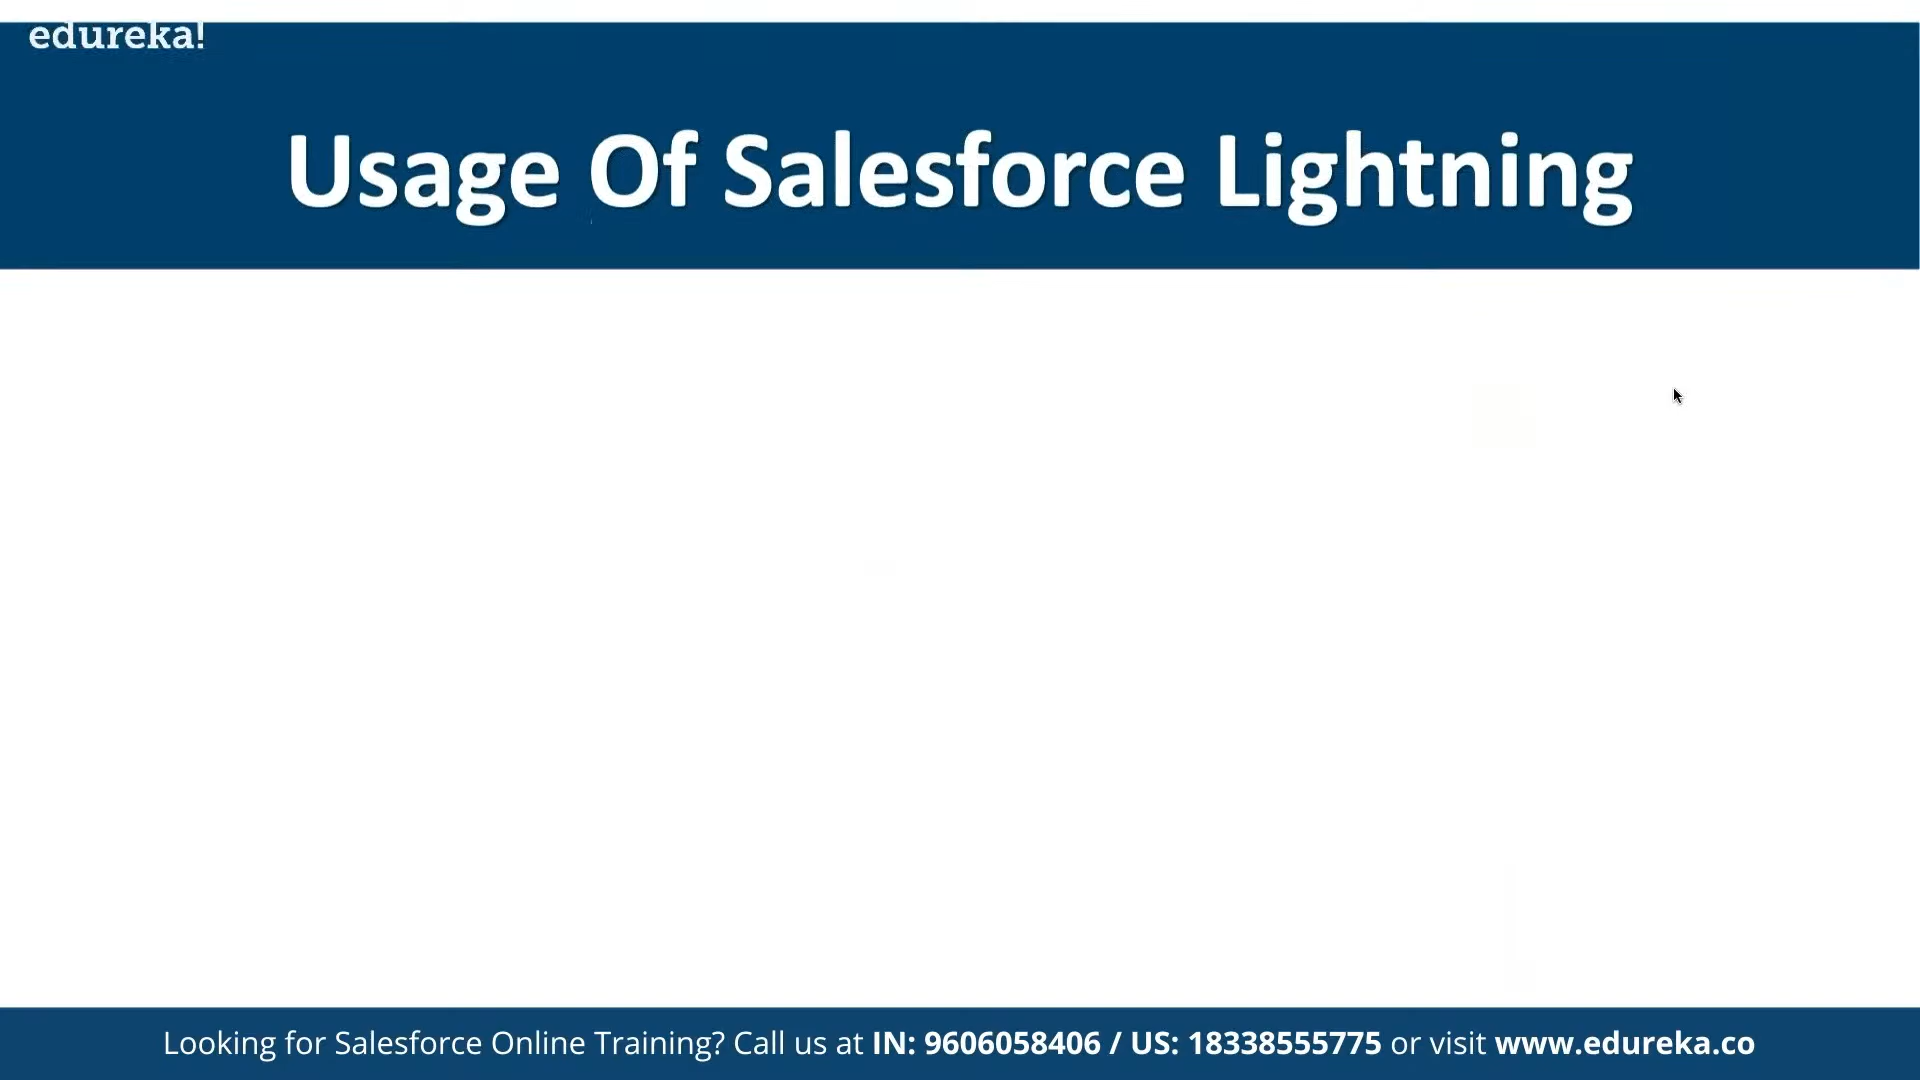 edureka!
Usage Of Salesforce Lightning
Looking for Salesforce Online Training? Call us at IN: 9606058406 / US: 18338555775 or visit www.edureka.co